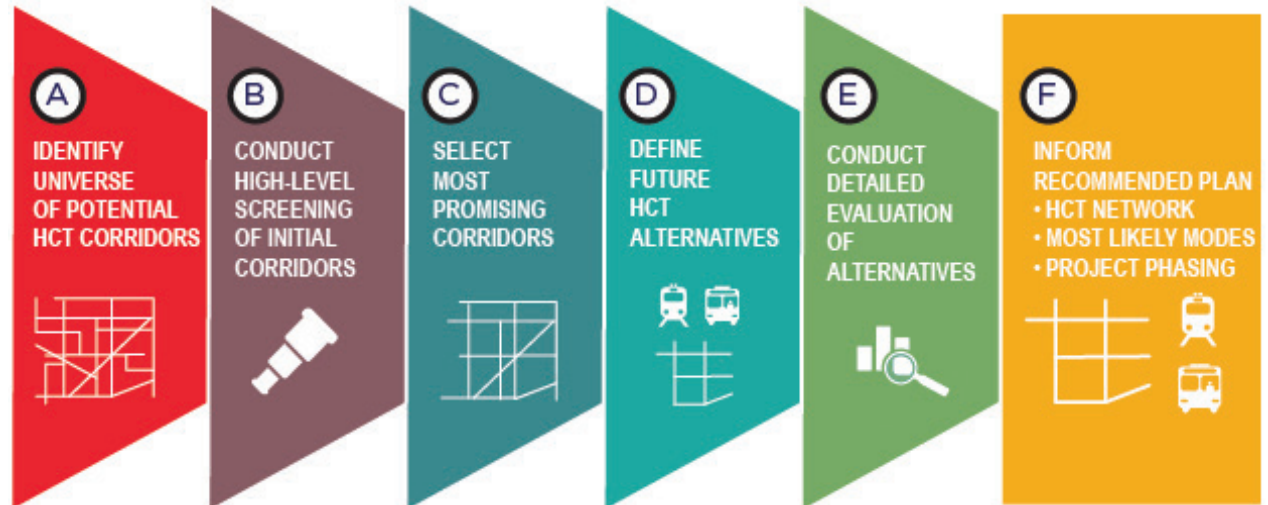 A
IDENTIFY
UNIVERSE
OF POTENTIAL
HCT CORRIDORS
B
CONDUCT
HIGH-LEVEL
SCREENING
OF INITIAL
CORRIDORS
C
SELECT
MOST
PROMISING
CORRIDORS
D
DEFINE
FUTURE
HCT
ALTERNATIVES
E
CONDUCT
DETAILED
EVALUATION
OF
ALTERNATIVES
F
INFORM
RECOMMENDED PLAN
• HCT NETWORK
• MOST LIKELY MODES
• PROJECT PHASING